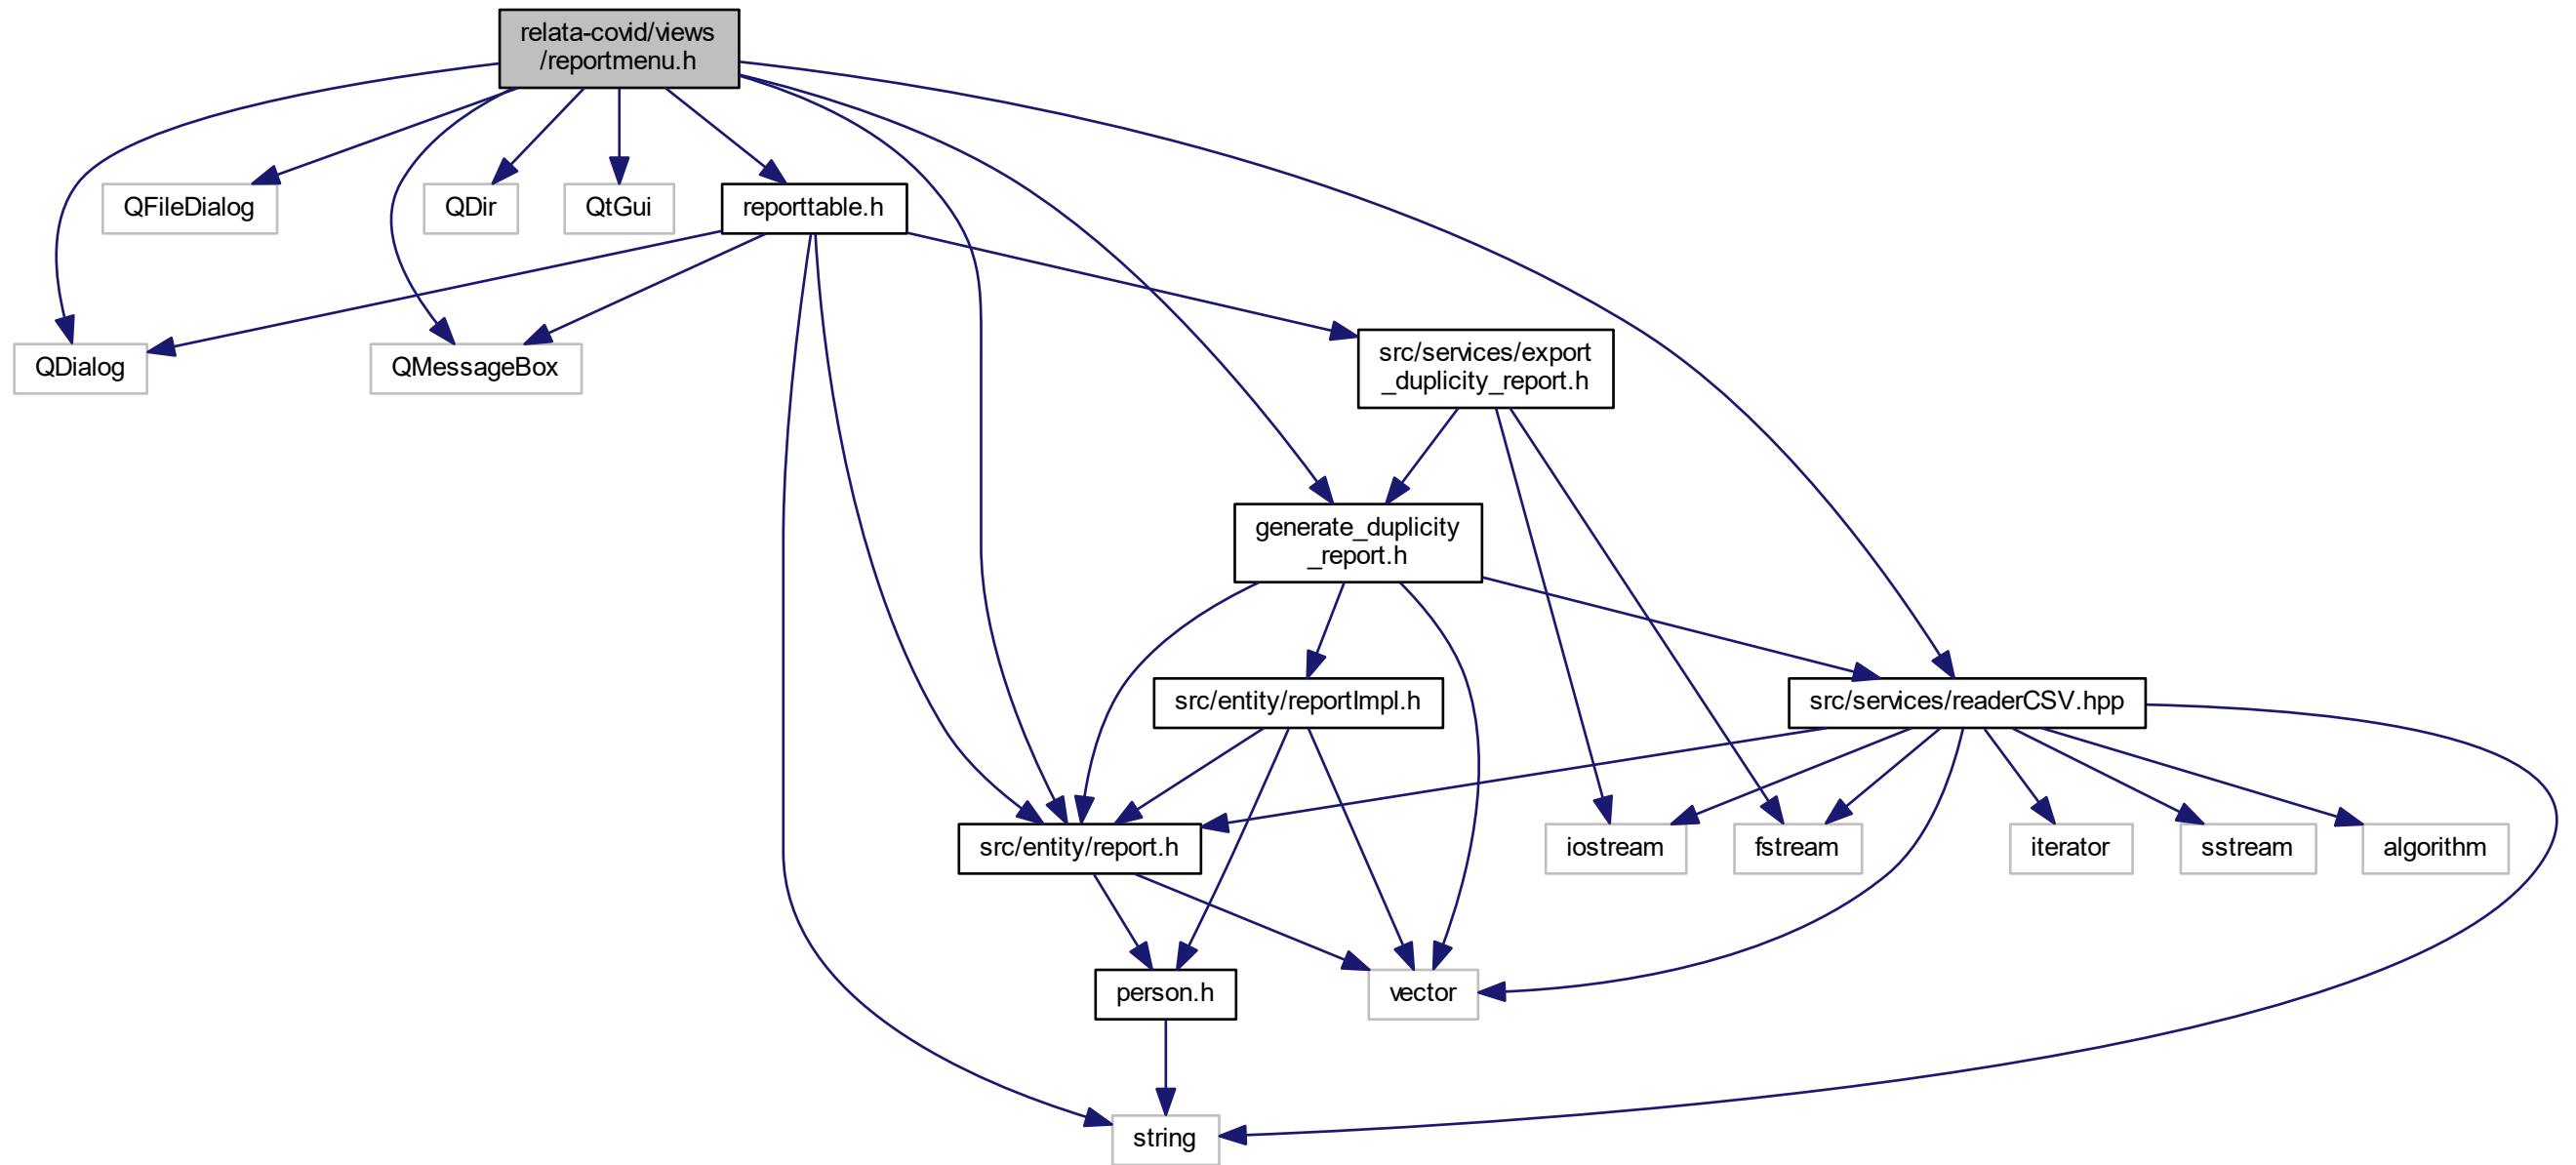 relata-covid/views
/reportmenu.h
QFileDialog
QDir
QtGui
reporttable.h
QDialog
QMessageBox
src/services/export
_duplicity_report.h
generate_duplicity
_report.h
src/entity/reportImpl.h
src/services/readerCSV.hpp
src/entity/report.h
iostream
fstream
iterator
sstream
algorithm
person.h
vector
string